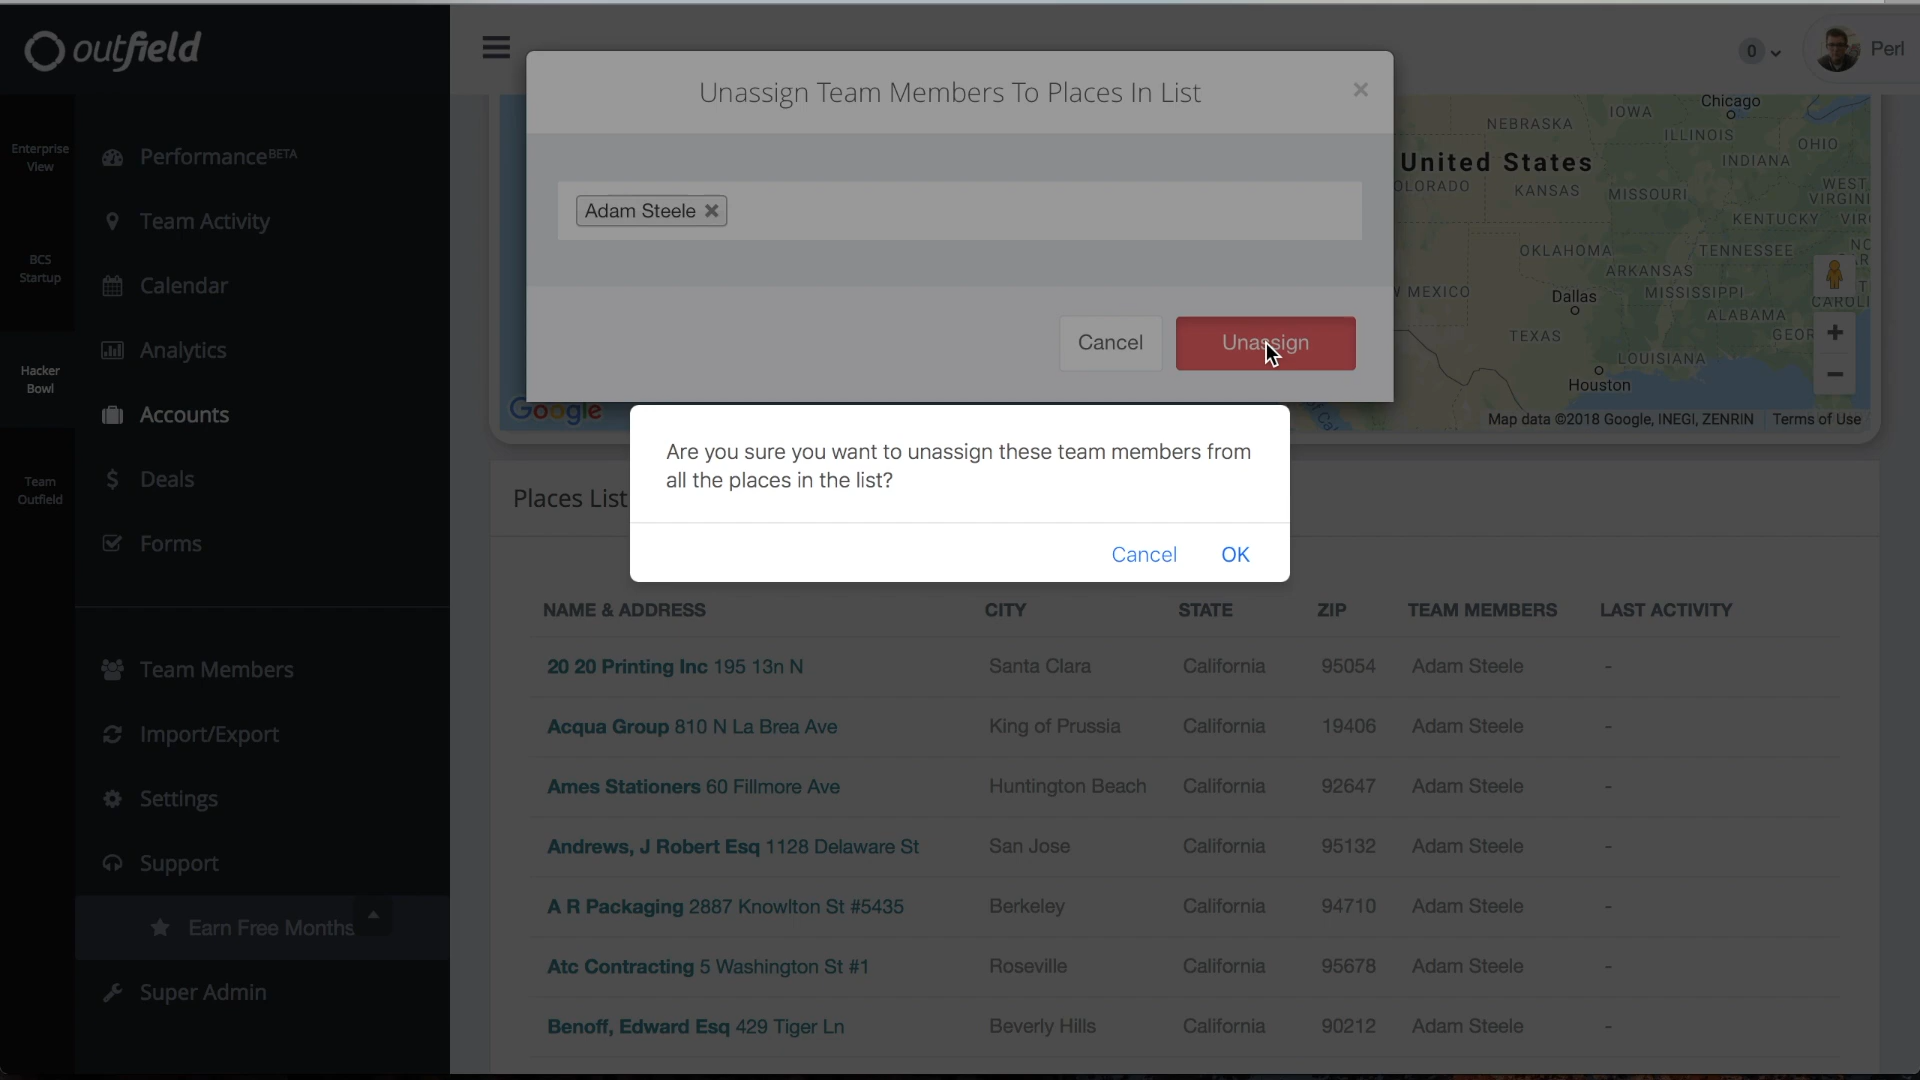 outfield
0
Perl
Enterprise
View
BCS
Startup
Hacker
Bowl
Team
Outfield
PerformanceBETA
Team Activity
Calendar
Analytics
Accounts
Deals
Forms
Team Members
Import/Export
Settings
Support
Earn Free Months
Super Admin
Unassign Team Members To Places In List
×
Adam Steele ✖
Cancel
Unassign
Chicago
IOWA
NEBRASKA
ILLINOIS
OHIO
INDIANA
United States
OLORADO
KANSAS
MISSOURI
WEST
VIRGINI
KENTUCKY
VIR
OKLAHOMA
TENNESSEE
ARKANSAS
CAROLI
MEXICO
Dallas
MISSISSIPPI
ALABAMA
TEXAS
GEOR
LOUISIANA
Houston
Google
Map data ©2018 Google, INEGI, ZENRIN
Terms of Use
Are you sure you want to unassign these team members from
all the places in the list?
Cancel
OK
Places List
NAME & ADDRESS CITY STATE ZIP TEAM MEMBERS LAST ACTIVITY
20 20 Printing Inc 195 13n N Santa Clara California 95054 Adam Steele -
Acqua Group 810 N La Brea Ave King of Prussia California 19406 Adam Steele -
Ames Stationers 60 Fillmore Ave Huntington Beach California 92647 Adam Steele -
Andrews, J Robert Esq 1128 Delaware St San Jose California 95132 Adam Steele -
A R Packaging 2887 Knowlton St #5435 Berkeley California 94710 Adam Steele -
Atc Contracting 5 Washington St #1 Roseville California 95678 Adam Steele -
Benoff, Edward Esq 429 Tiger Ln Beverly Hills California 90212 Adam Steele -